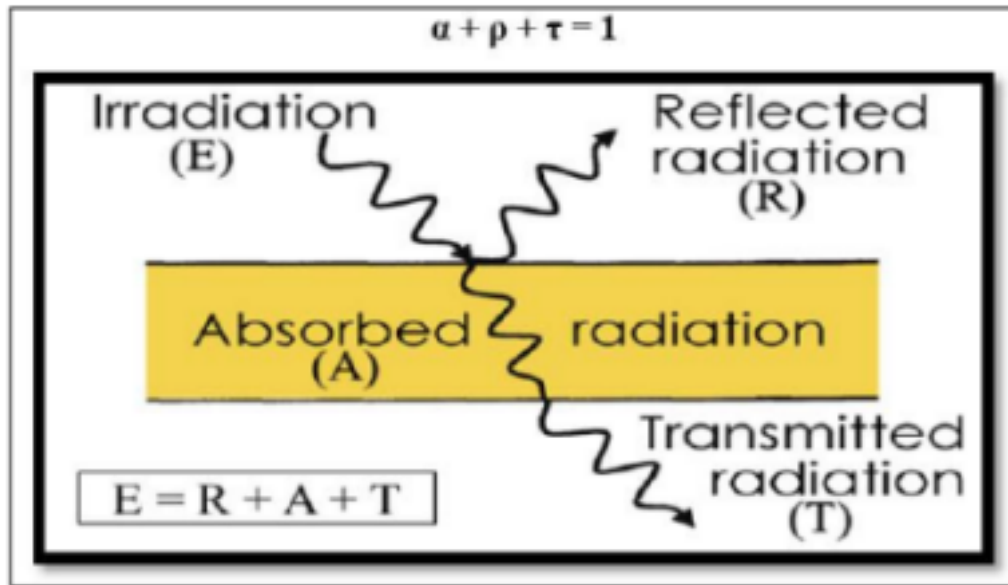 α + ρ + τ = 1
Irradiation
(E)
Reflected
radiation
(R)
Absorbed radiation
(A)
Transmitted
radiation
(T)
E = R + A + T